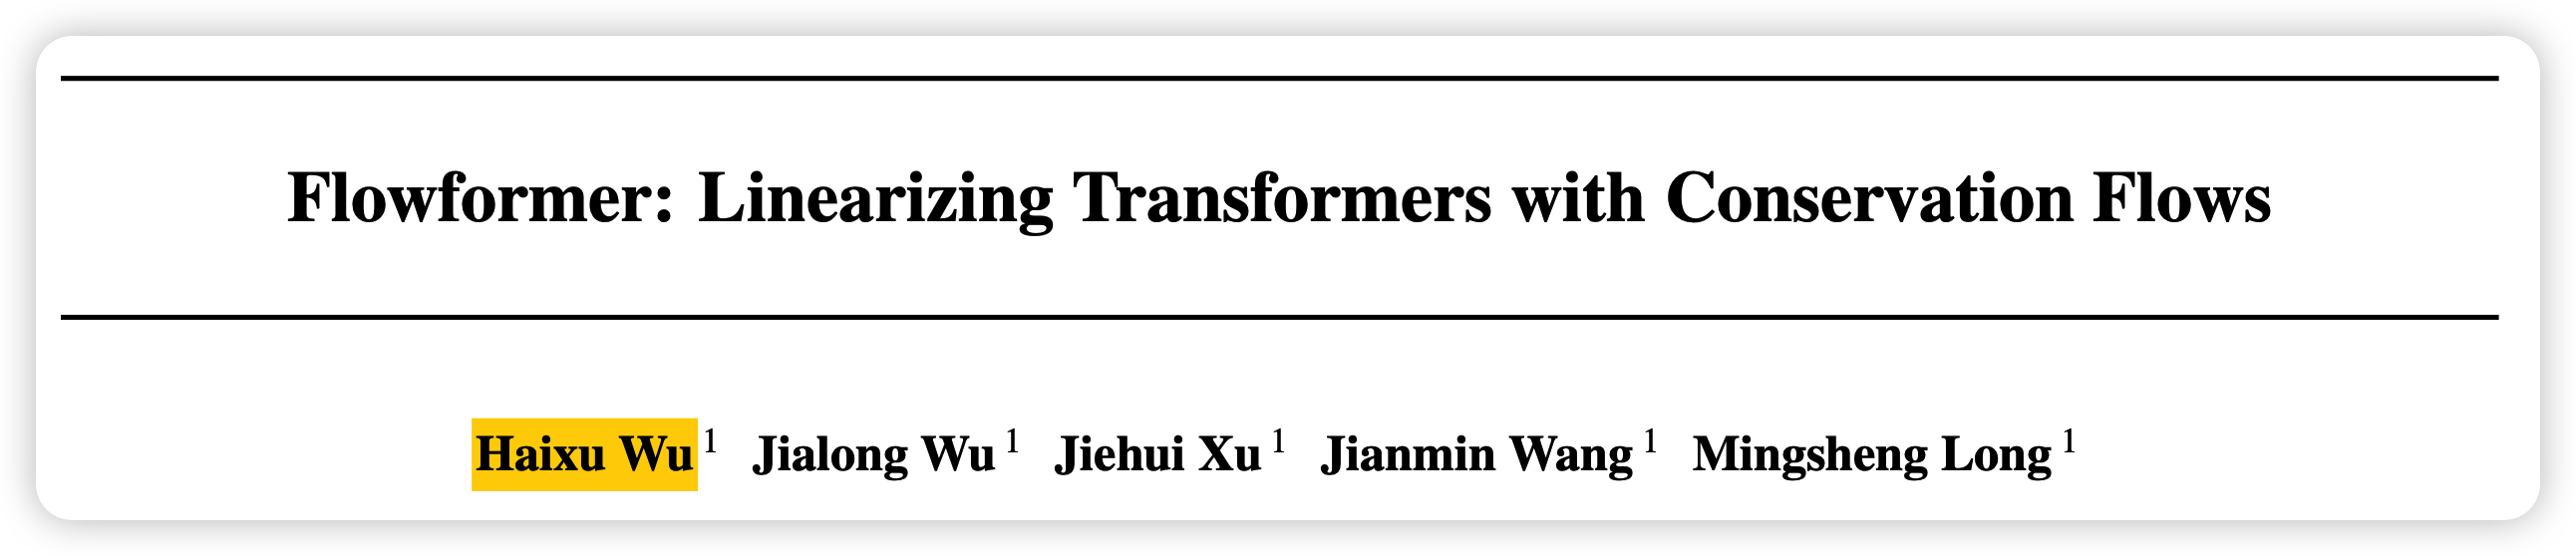 Flowformer: Linearizing Transformers with Conservation Flows
Haixu Wu 1 Jialong Wu 1 Jiehui Xu 1 Jianmin Wang 1 Mingsheng Long 1